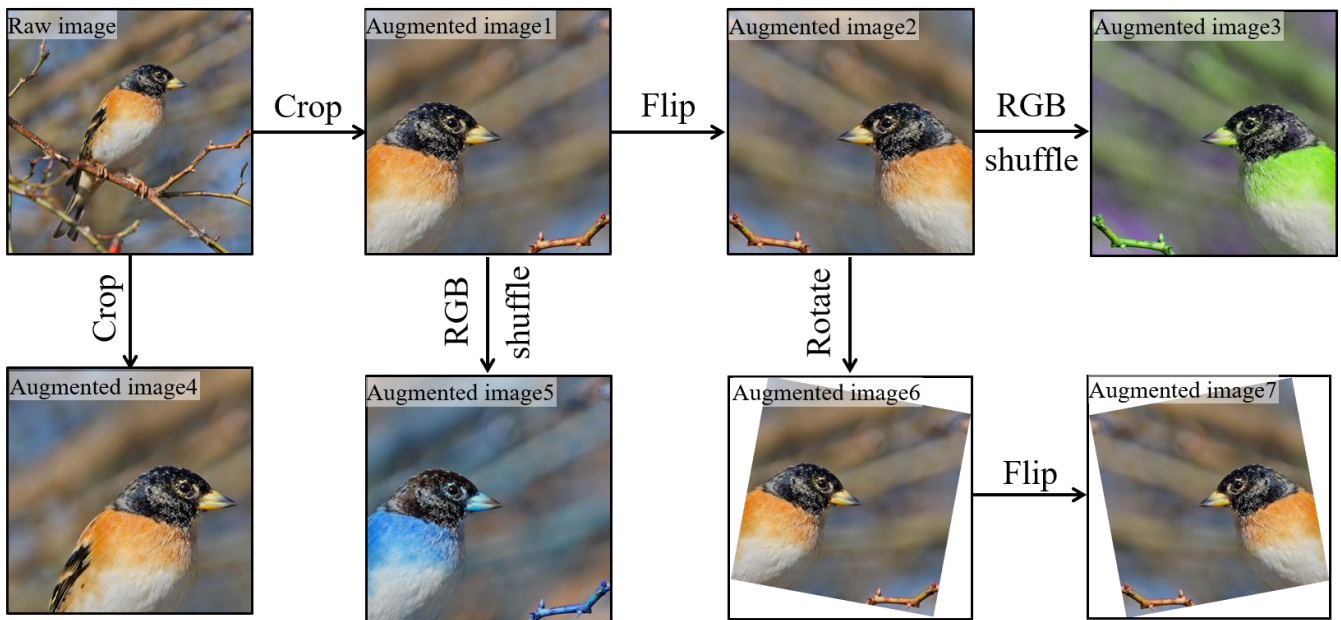 Raw image
Augmented image1
Augmented image2
Augmented image3
Crop
Flip
RGB
shuffle
Crop
RGB
shuffle
Rotate
Augmented image4
Augmented image5
Augmented image6
Augmented image7
Flip